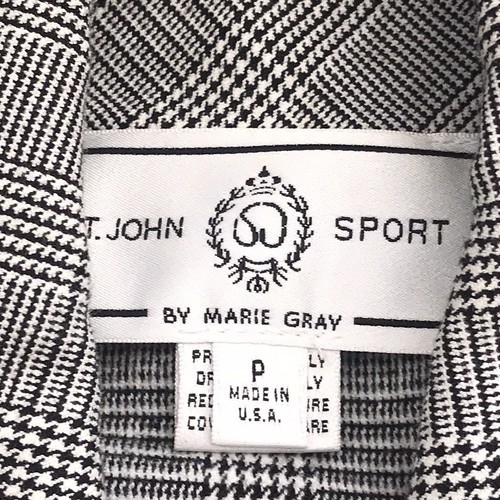 T. JOHN SPORT
BY MARIE GRAY
P
MADE IN
U.S.A.